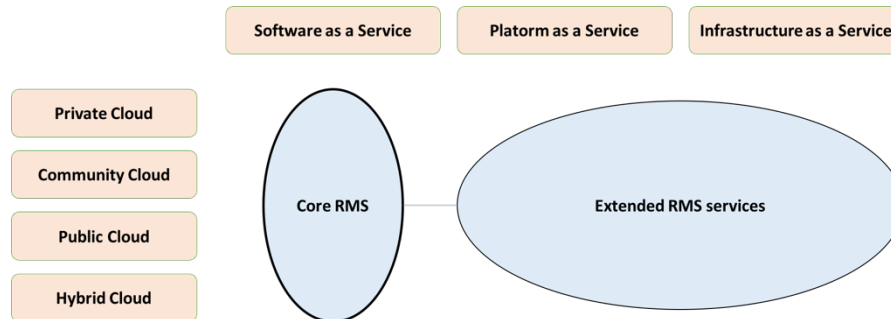 Software as a Service
Platorm as a Service
Infrastructure as a Service
Private Cloud
Community Cloud
Core RMS
Extended RMS services
Public Cloud
Hybrid Cloud